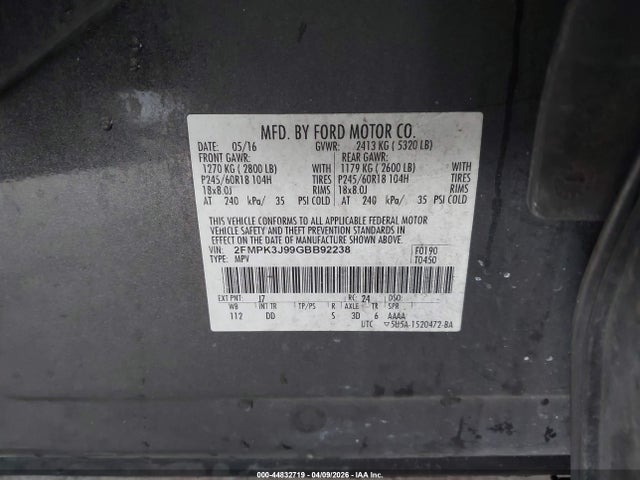 MFD. BY FORD MOTOR CO.
DATE: 05/16 GVWR: 2413 KG ( 5320 LB)
FRONT GAWR: REAR GAWR:
1270 KG ( 2800 LB) WITH 1179 KG ( 2600 LB) WITH
P245/60R18 104H TIRES P245/60R18 104H TIRES
18x8.0J RIMS 18x8.0J RIMS
AT 240 kPa/ 35 PSI COLD AT 240 kPa/ 35 PSI COLD
THIS VEHICLE CONFORMS TO ALL APPLICABLE FEDERAL MOTOR
VEHICLE SAFETY AND BUMPER STANDARDS IN
EFFECT ON THE DATE OF MANUFACTURE SHOWN ABOVE.
VIN: 2FMPK3J99GBB92238 F0190
TYPE: MPV T0450
EXT PNT: J7 RC: 24 DSO:
WB INT TR TP/PS R AXLE TR SPR
112 DD S 3D 6 AAAA
UTC ▽5U5A-1520472-BA
000-44832719 - 04/09/2026 - IAA Inc.